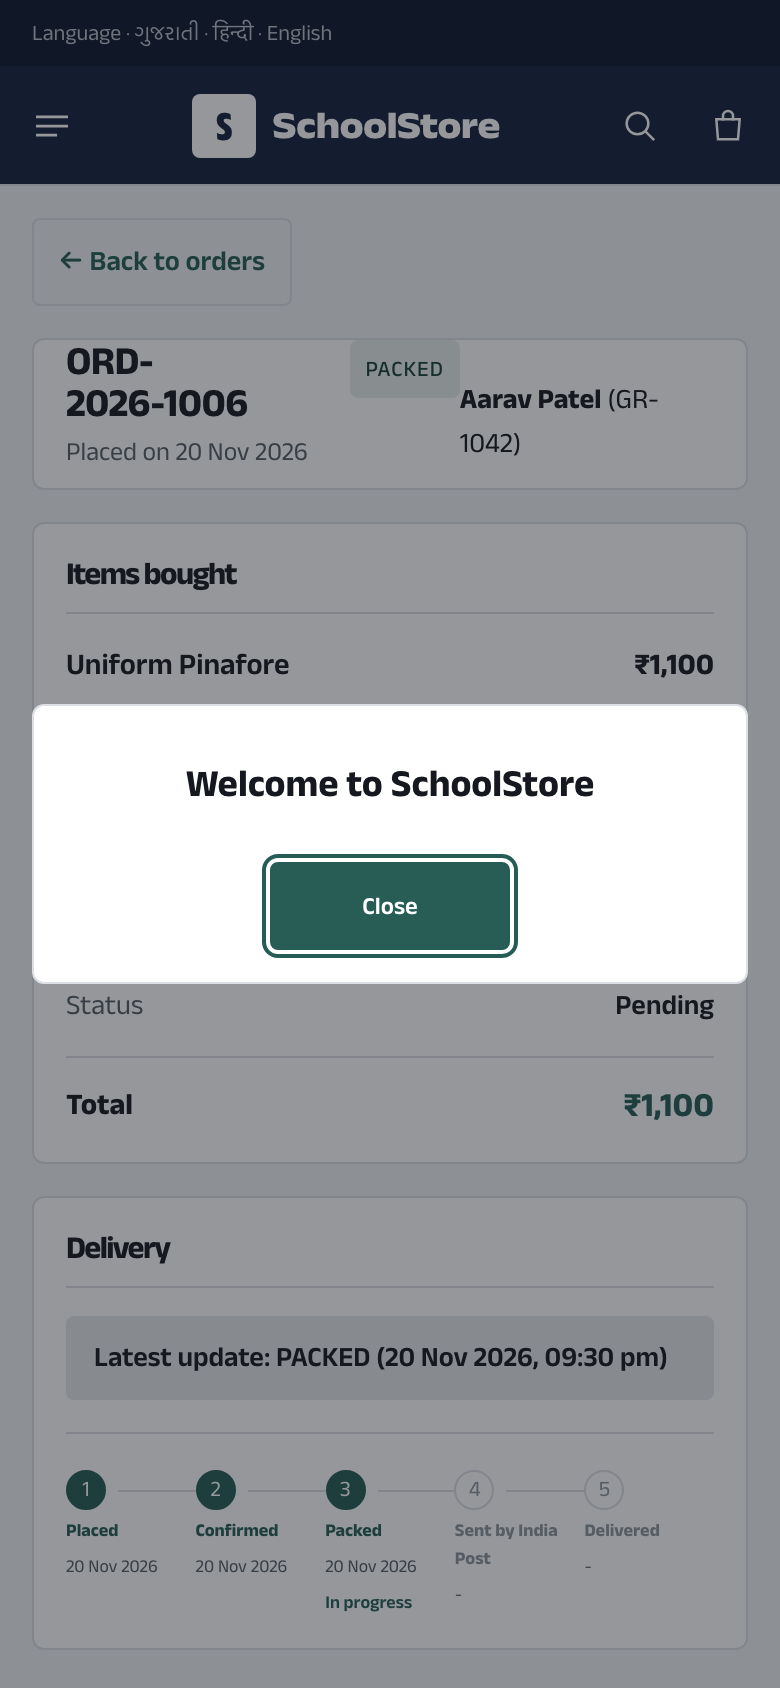 Language · ગુજરાતી · हिन्दी · English
S SchoolStore
← Back to orders
ORD-
2026-1006
Placed on 20 Nov 2026
PACKED
Aarav Patel (GR-
1042)
Items bought
Uniform Pinafore ₹1,100
Welcome to SchoolStore
Close
Status Pending
Total ₹1,100
Delivery
Latest update: PACKED (20 Nov 2026, 09:30 pm)
1 2 3 4 5
Placed
20 Nov 2026
Confirmed
20 Nov 2026
Packed
20 Nov 2026
In progress
Sent by India
Post
-
Delivered
-